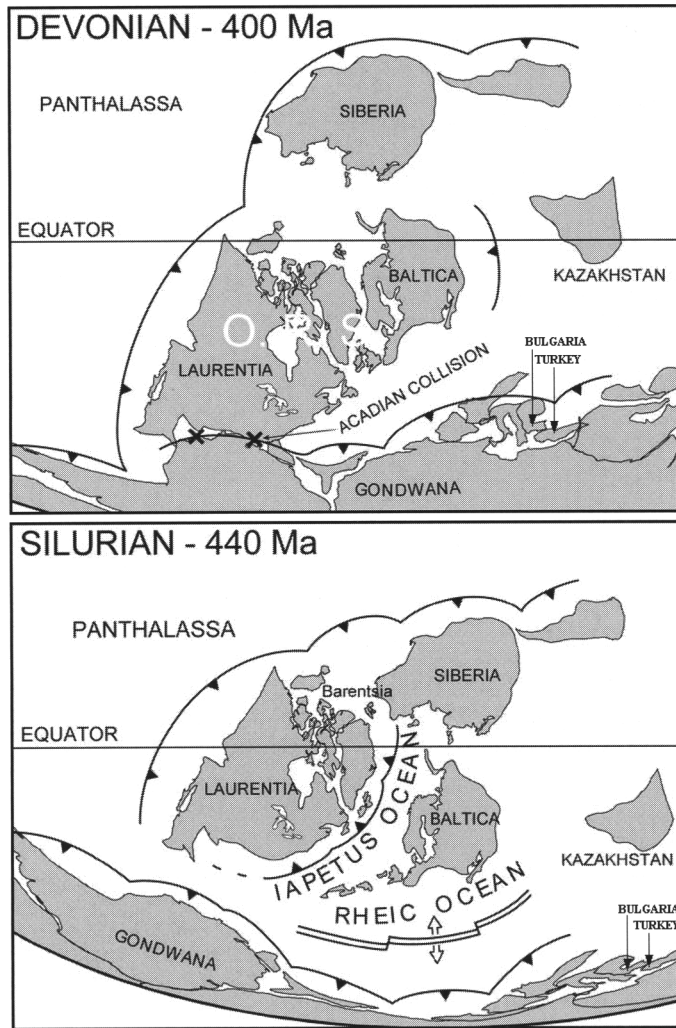 DEVONIAN - 400 Ma
PANTHALASSA
SIBERIA
EQUATOR
BALTICA
KAZAKHSTAN
O. R. S.
BULGARIA
TURKEY
LAURENTIA
ACADIAN COLLISION
GONDWANA
SILURIAN - 440 Ma
PANTHALASSA
SIBERIA
Barentsia
EQUATOR
LAURENTIA
IAPETUS OCEAN
BALTICA
KAZAKHSTAN
RHEIC OCEAN
BULGARIA
TURKEY
GONDWANA